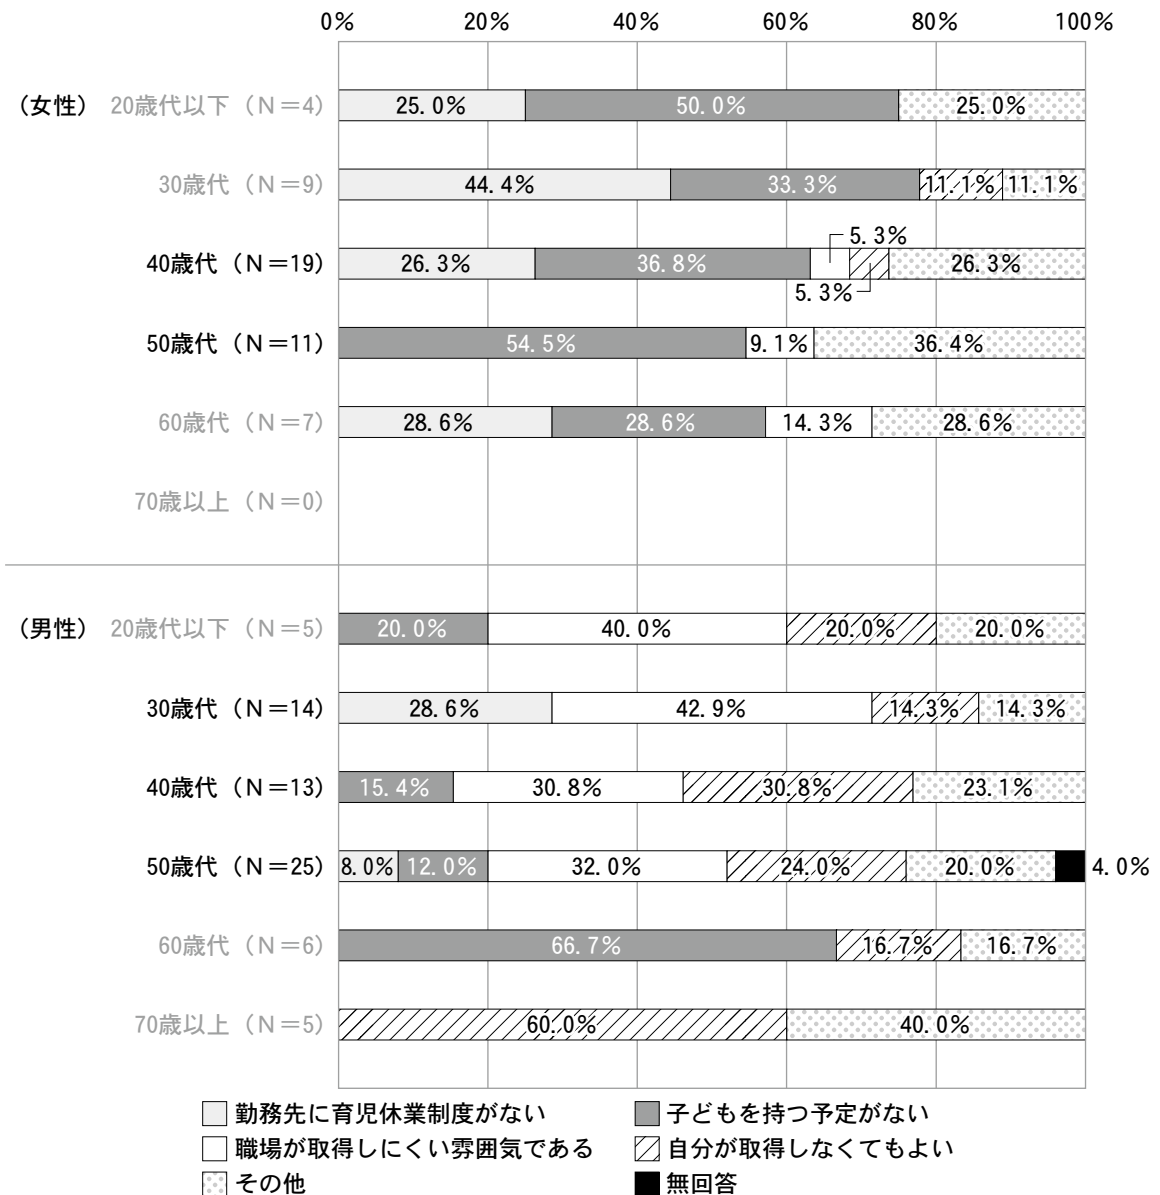 0% 20% 40% 60% 80% 100%
（女性） 20歳代以下（Ｎ＝4） 25.0% 50.0% 25.0%
30歳代（Ｎ＝9） 44.4% 33.3% 11.1% 11.1%
5.3%
40歳代（Ｎ＝19） 26.3% 36.8% 26.3%
5.3%
50歳代（Ｎ＝11） 54.5% 9.1% 36.4%
60歳代（Ｎ＝7） 28.6% 28.6% 14.3% 28.6%
70歳以上（Ｎ＝0）
（男性） 20歳代以下（Ｎ＝5） 20.0% 40.0% 20.0% 20.0%
30歳代（Ｎ＝14） 28.6% 42.9% 14.3% 14.3%
40歳代（Ｎ＝13） 15.4% 30.8% 30.8% 23.1%
50歳代（Ｎ＝25） 8.0% 12.0% 32.0% 24.0% 20.0% 4.0%
60歳代（Ｎ＝6） 66.7% 16.7% 16.7%
70歳以上（Ｎ＝5） 60.0% 40.0%
勤務先に育児休業制度がない 子どもを持つ予定がない
職場が取得しにくい雰囲気である 自分が取得しなくてもよい
その他 無回答